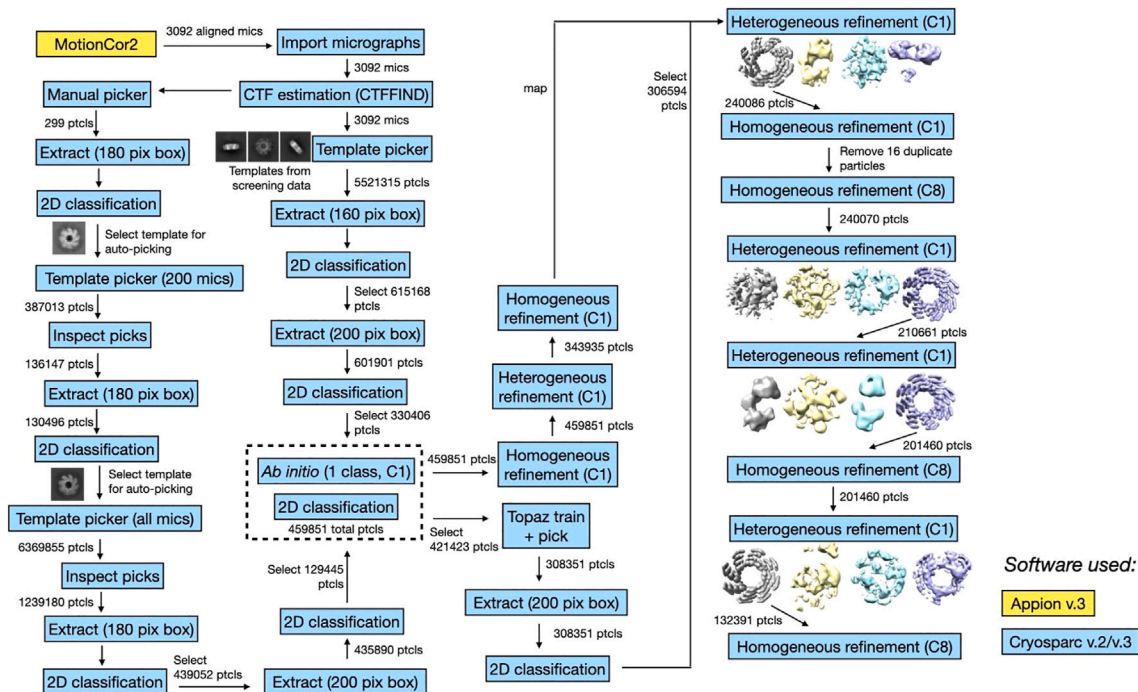 MotionCor2
3092 aligned mics
Import micrographs
3092 mics
CTF estimation (CTFFIND)
Manual picker
299 ptcls
Extract (180 pix box)
2D classification
Select template for
auto-picking
Template picker (200 mics)
387013 ptcls
Inspect picks
136147 ptcls
Extract (180 pix box)
130496 ptcls
2D classification
Select template
for auto-picking
Template picker (all mics)
6369855 ptcls
Inspect picks
1239180 ptcls
Extract (180 pix box)
2D classification
Select
439052 ptcls
Extract (200 pix box)
435890 ptcls
2D classification
Select 129445
ptcls
3092 mics
Template picker
Templates from
screening data
5521315 ptcls
Extract (160 pix box)
2D classification
Select 615168
ptcls
Extract (200 pix box)
601901 ptcls
2D classification
Select 330406
ptcls
Ab initio (1 class, C1)
2D classification
459851 total ptcls
459851 ptcls
Homogeneous
refinement (C1)
459851 ptcls
Heterogeneous
refinement (C1)
343935 ptcls
Homogeneous
refinement (C1)
map
Select
421423 ptcls
Topaz train
+ pick
308351 ptcls
Extract (200 pix box)
308351 ptcls
2D classification
Select
306594
ptcls
Heterogeneous refinement (C1)
240086 ptcls
Homogeneous refinement (C1)
Remove 16 duplicate
particles
Homogeneous refinement (C8)
240070 ptcls
Heterogeneous refinement (C1)
210661 ptcls
Heterogeneous refinement (C1)
201460 ptcls
Homogeneous refinement (C8)
201460 ptcls
Heterogeneous refinement (C1)
132391 ptcls
Homogeneous refinement (C8)
Software used:
Appion v.3
Cryosparc v.2/v.3